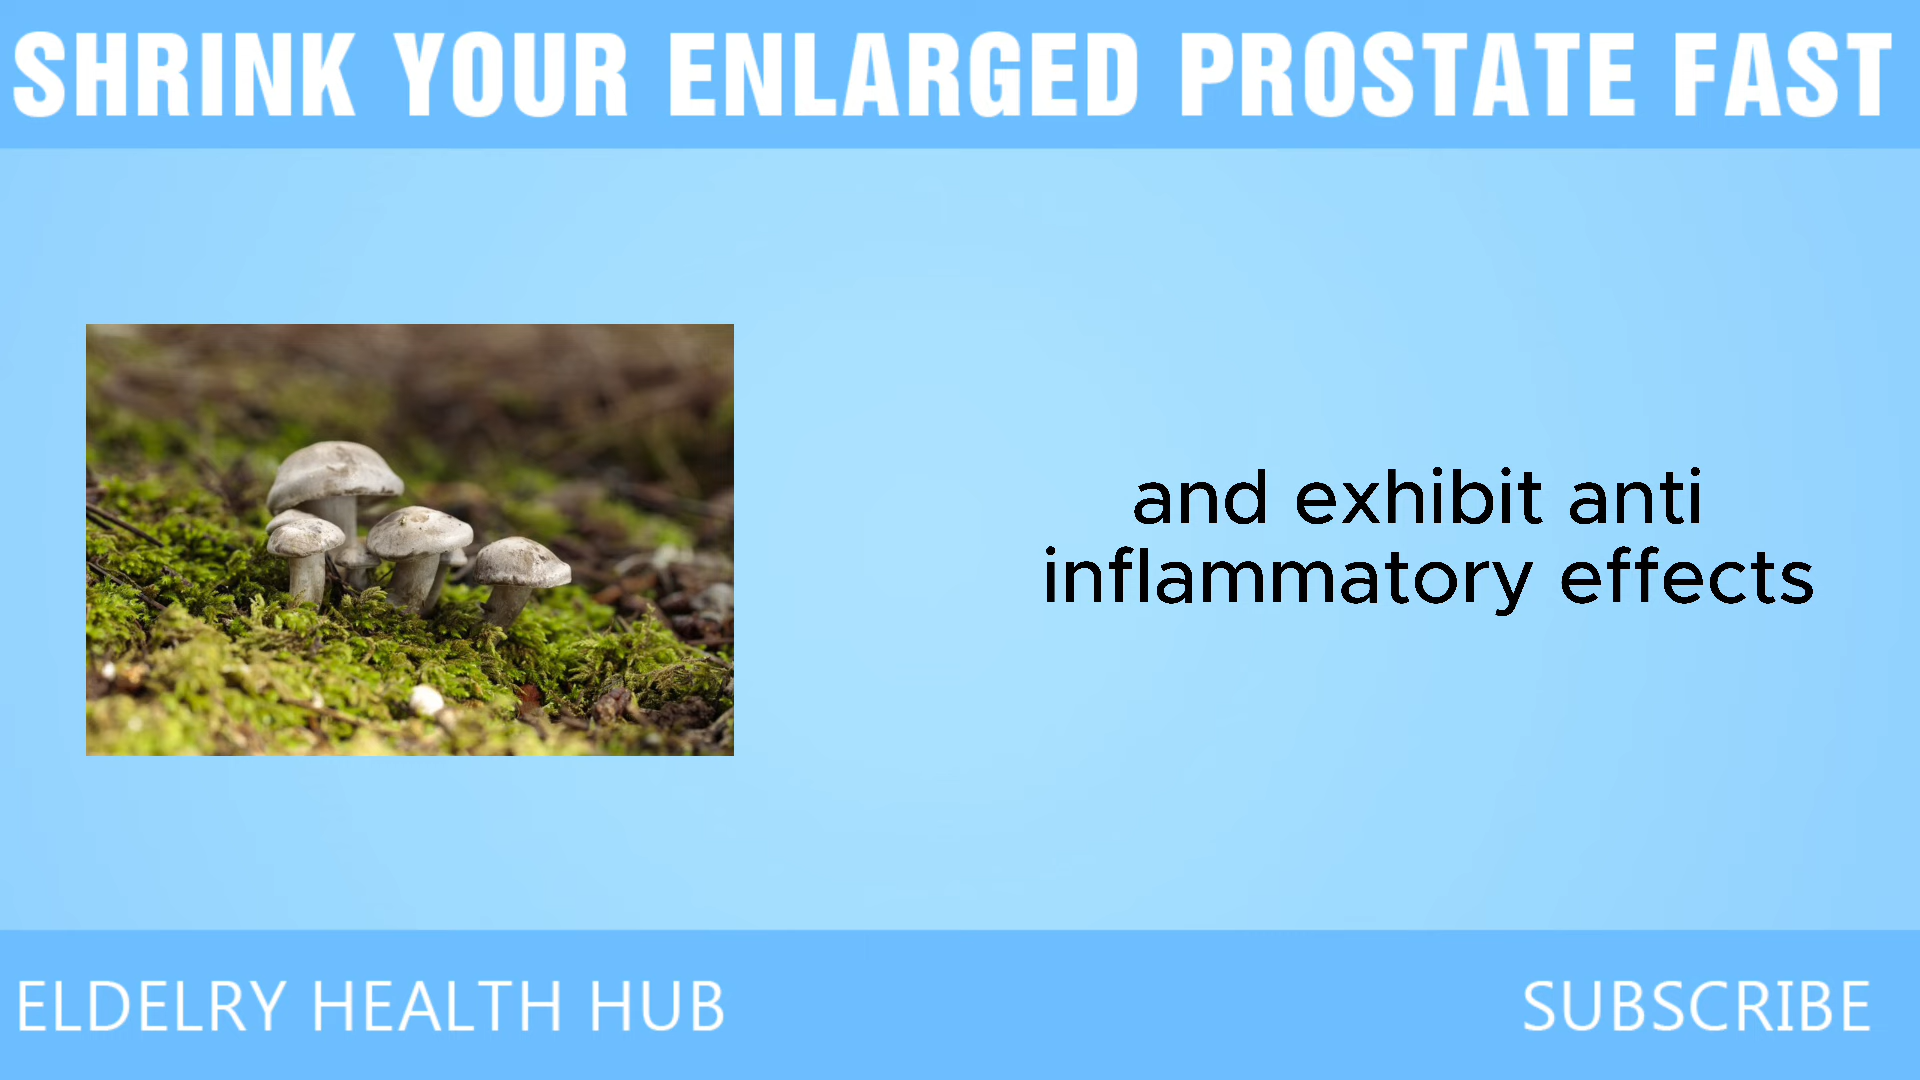 SHRINK YOUR ENLARGED PROSTATE FAST
and exhibit anti
inflammatory effects
ELDELRY HEALTH HUB
SUBSCRIBE